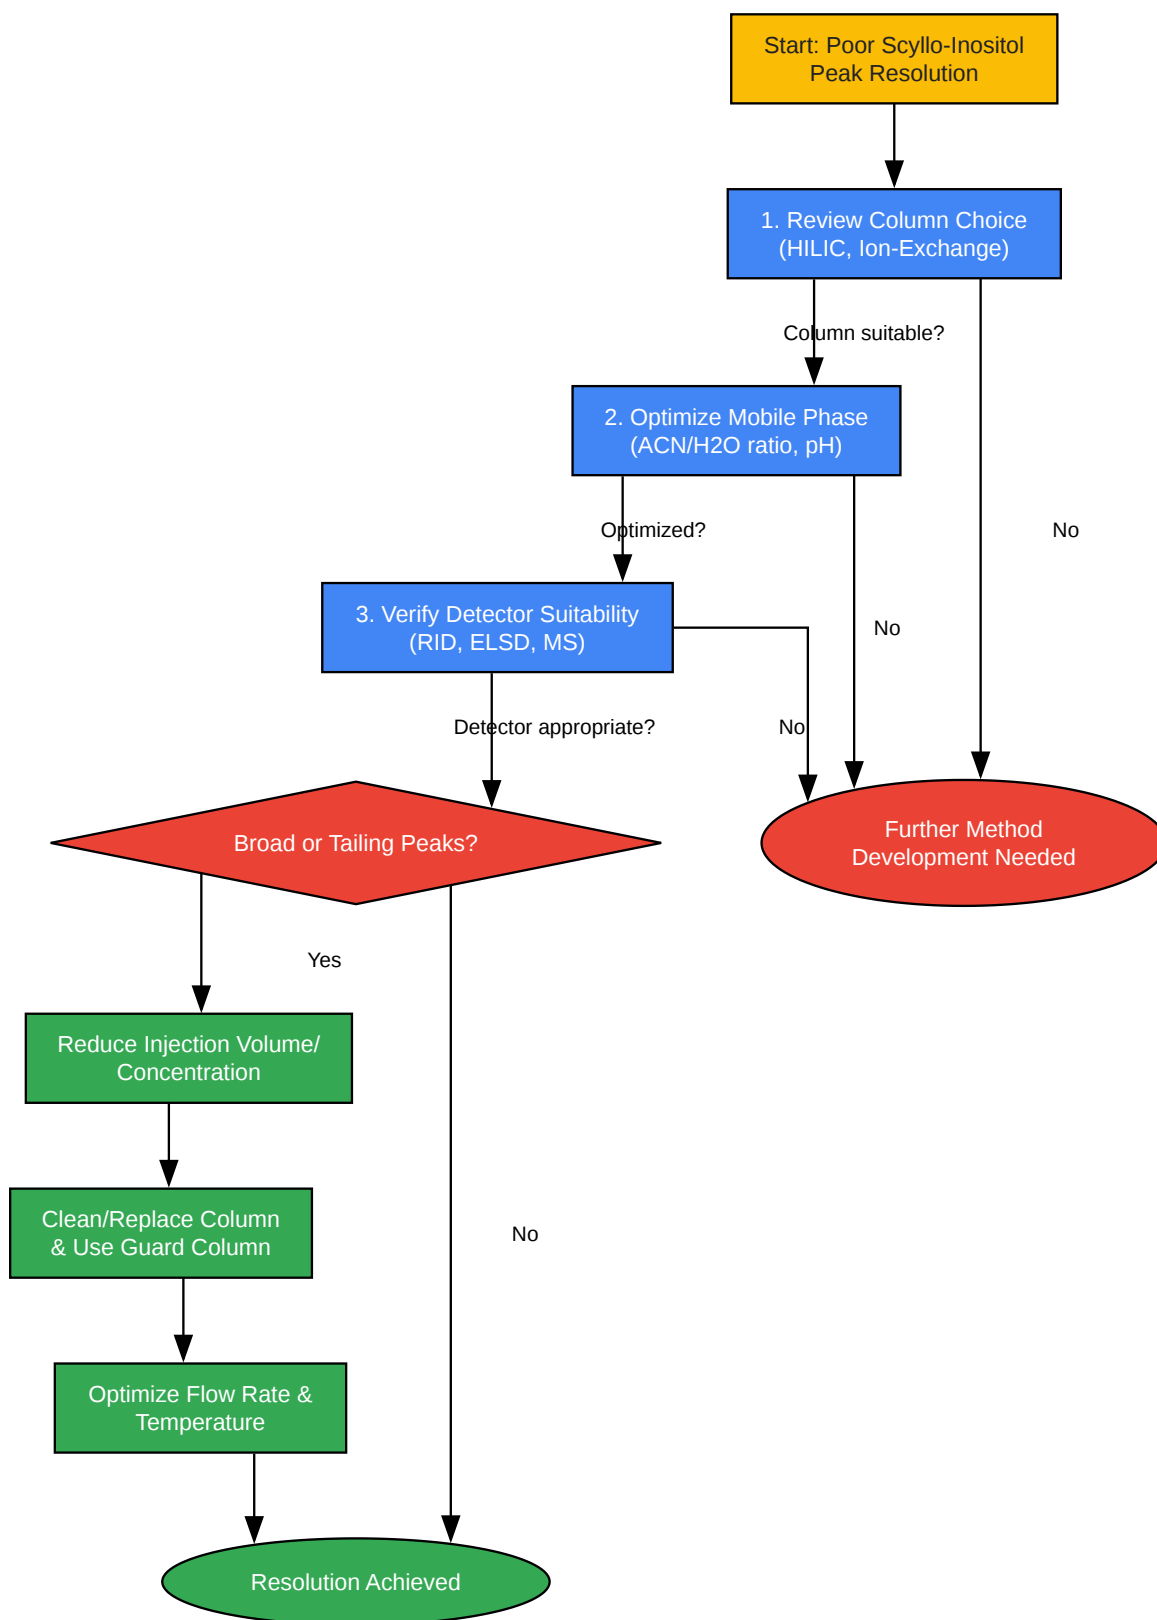 Start: Poor Scyllo-Inositol
Peak Resolution
1. Review Column Choice
(HILIC, Ion-Exchange)
Column suitable?
2. Optimize Mobile Phase
(ACN/H2O ratio, pH)
Optimized?
No
3. Verify Detector Suitability
(RID, ELSD, MS)
No
Detector appropriate?
No
Broad or Tailing Peaks?
Further Method
Development Needed
Yes
Reduce Injection Volume/
Concentration
Clean/Replace Column
& Use Guard Column
No
Optimize Flow Rate &
Temperature
Resolution Achieved